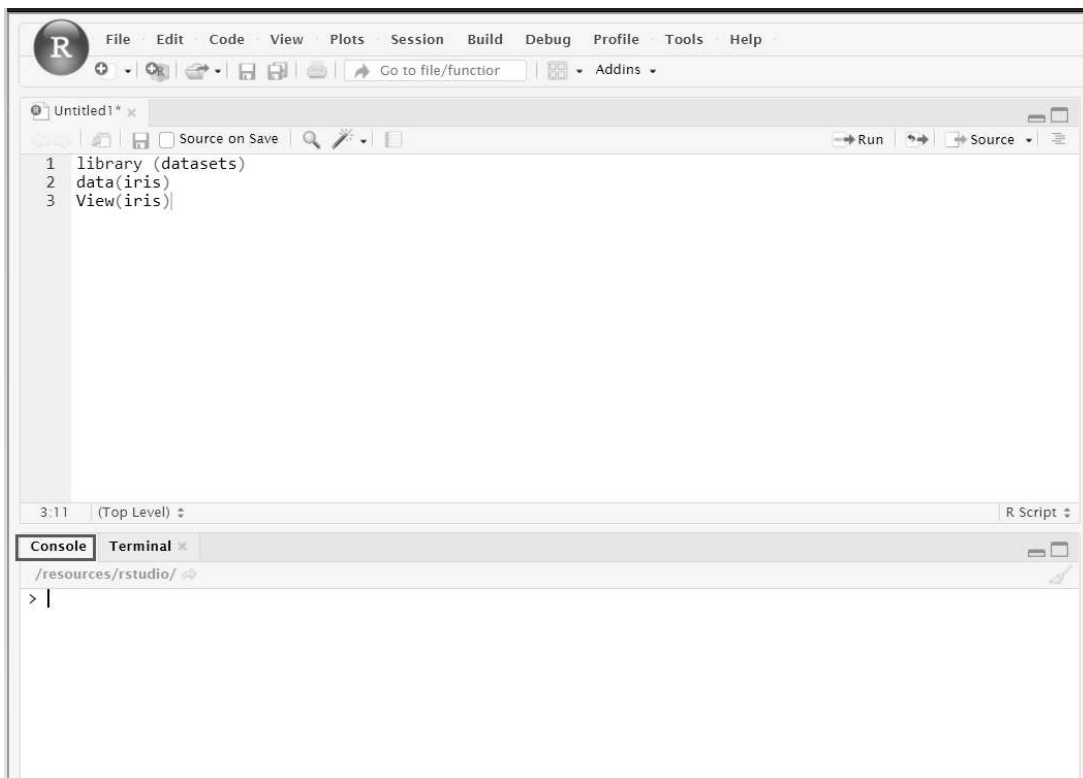 R File Edit Code View Plots Session Build Debug Profile Tools Help
R Go to file/functior Addins
R Untitled1*
Source on Save Run Source
1 library (datasets)
2 data(iris)
3 View(iris)
3:11 (Top Level) R Script
Console Terminal
/resources/rstudio/
>